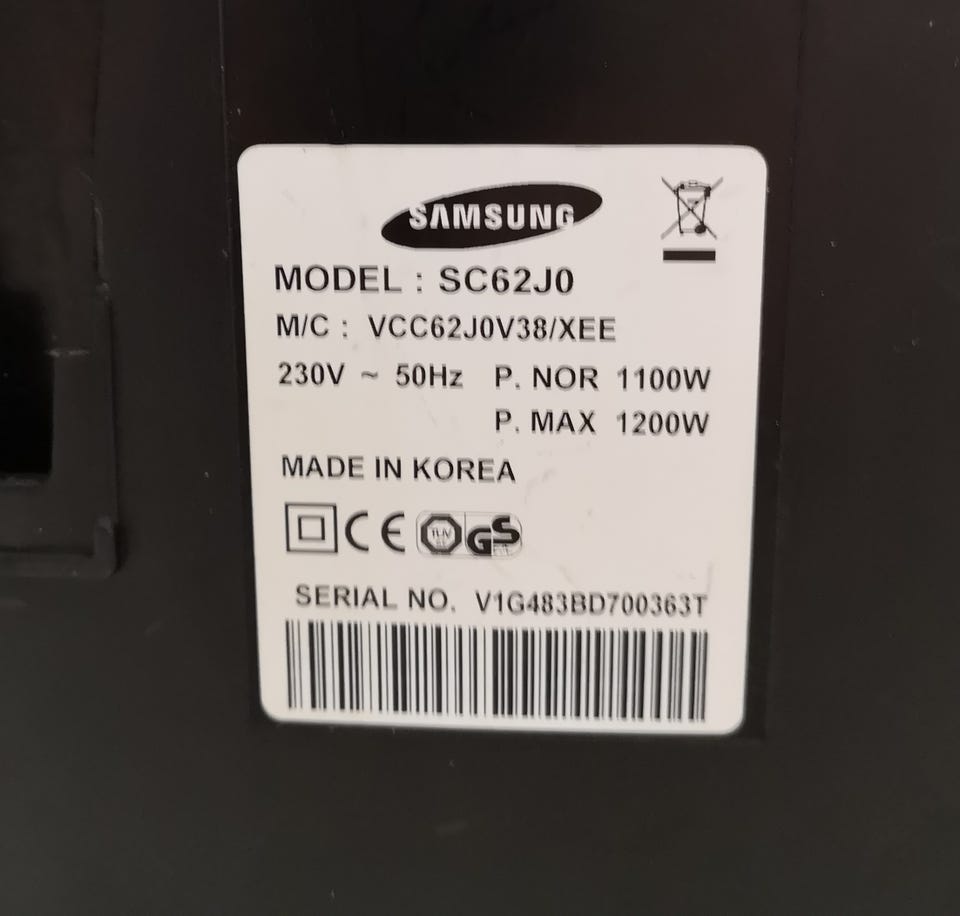 SAMSUNG
MODEL : SC62J0
M/C : VCC62J0V38/XEE
230V ~ 50Hz P. NOR 1100W
P. MAX 1200W
MADE IN KOREA
CE TÜV GS
SERIAL NO. V1G483BD700363T